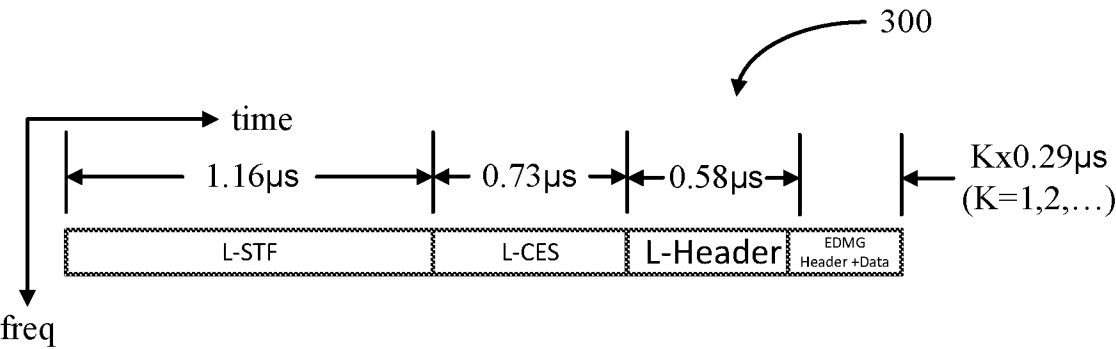 300
time
1.16µs
0.73µs
0.58µs
Kx0.29µs
(K=1,2,...)
L-STF
L-CES
L-Header
EDMG
Header +Data
freq